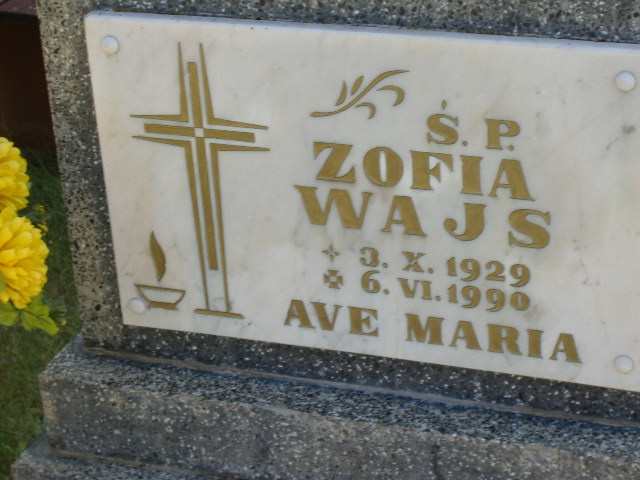 Ś. P.
ZOFIA
WAJS
3. X. 1929
6. VI. 1990
AVE MARIA